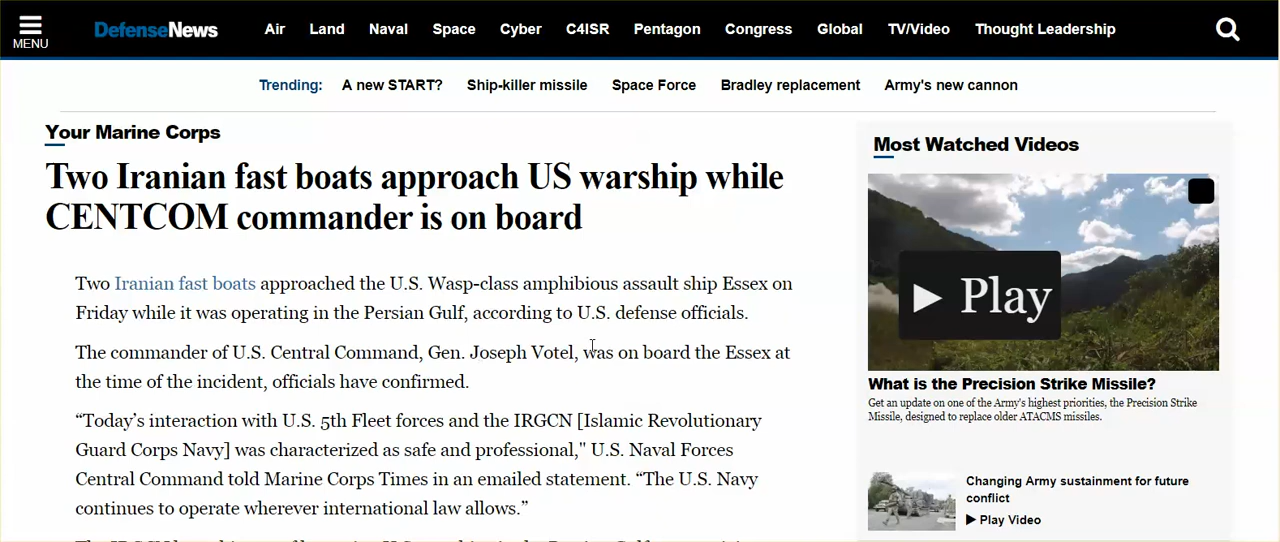 MENU
DefenseNews
Air Land Naval Space Cyber C4ISR Pentagon Congress Global TV/Video Thought Leadership
Trending: A new START? Ship-killer missile Space Force Bradley replacement Army's new cannon
Your Marine Corps
Two Iranian fast boats approach US warship while
CENTCOM commander is on board
Two Iranian fast boats approached the U.S. Wasp-class amphibious assault ship Essex on
Friday while it was operating in the Persian Gulf, according to U.S. defense officials.
The commander of U.S. Central Command, Gen. Joseph Votel, was on board the Essex at
the time of the incident, officials have confirmed.
“Today’s interaction with U.S. 5th Fleet forces and the IRGCN [Islamic Revolutionary
Guard Corps Navy] was characterized as safe and professional," U.S. Naval Forces
Central Command told Marine Corps Times in an emailed statement. “The U.S. Navy
continues to operate wherever international law allows.”
Most Watched Videos
Play
What is the Precision Strike Missile?
Get an update on one of the Army's highest priorities, the Precision Strike
Missile, designed to replace older ATACMS missiles.
Changing Army sustainment for future
conflict
Play Video